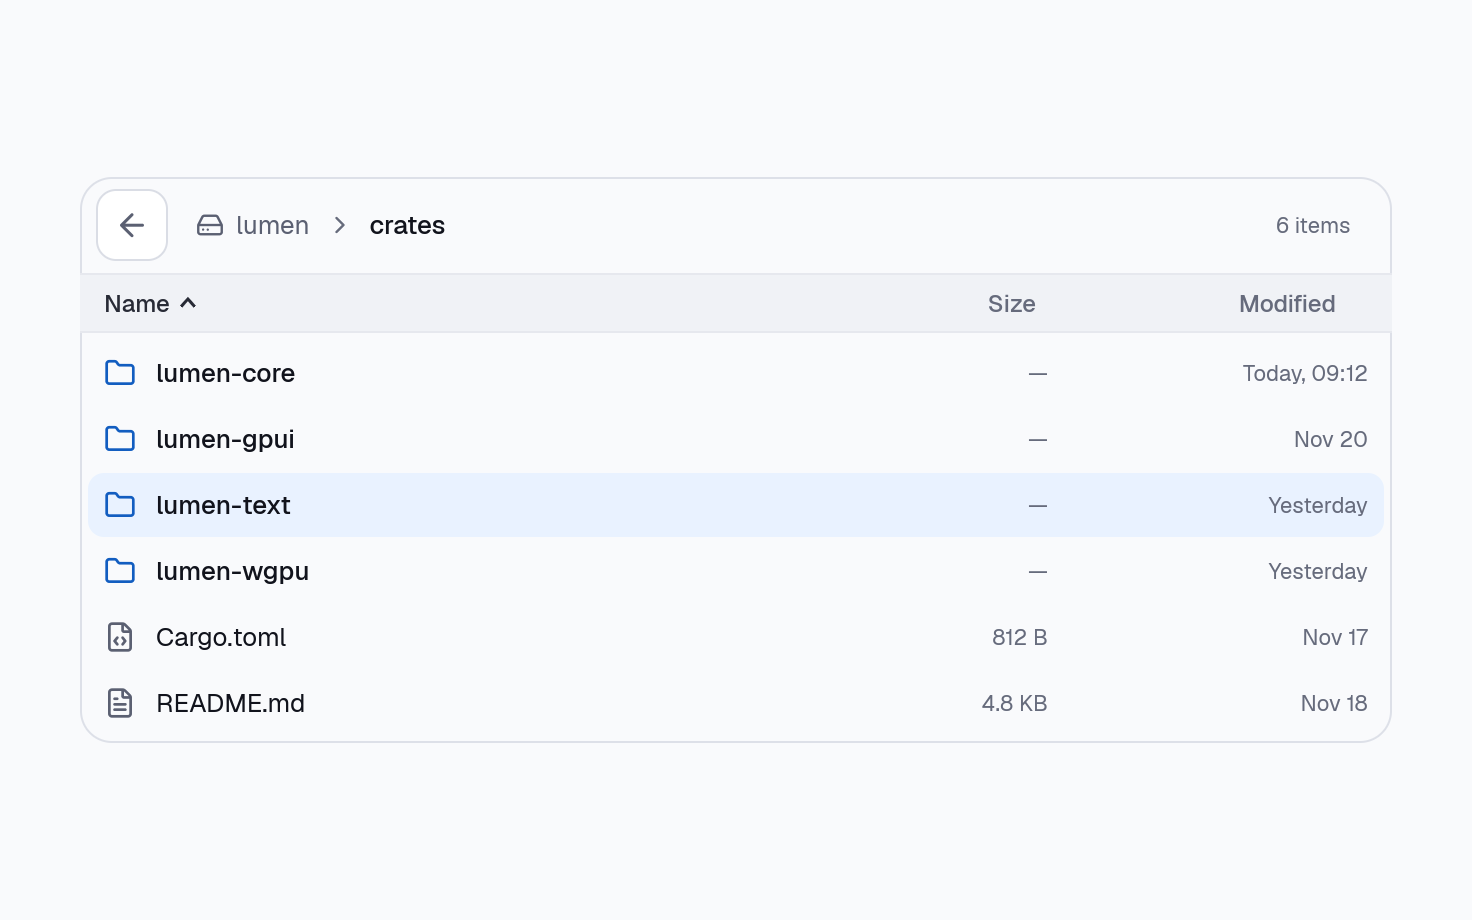 lumen crates 6 items
Name Size Modified
lumen-core — Today, 09:12
lumen-gpui — Nov 20
lumen-text — Yesterday
lumen-wgpu — Yesterday
Cargo.toml 812 B Nov 17
README.md 4.8 KB Nov 18